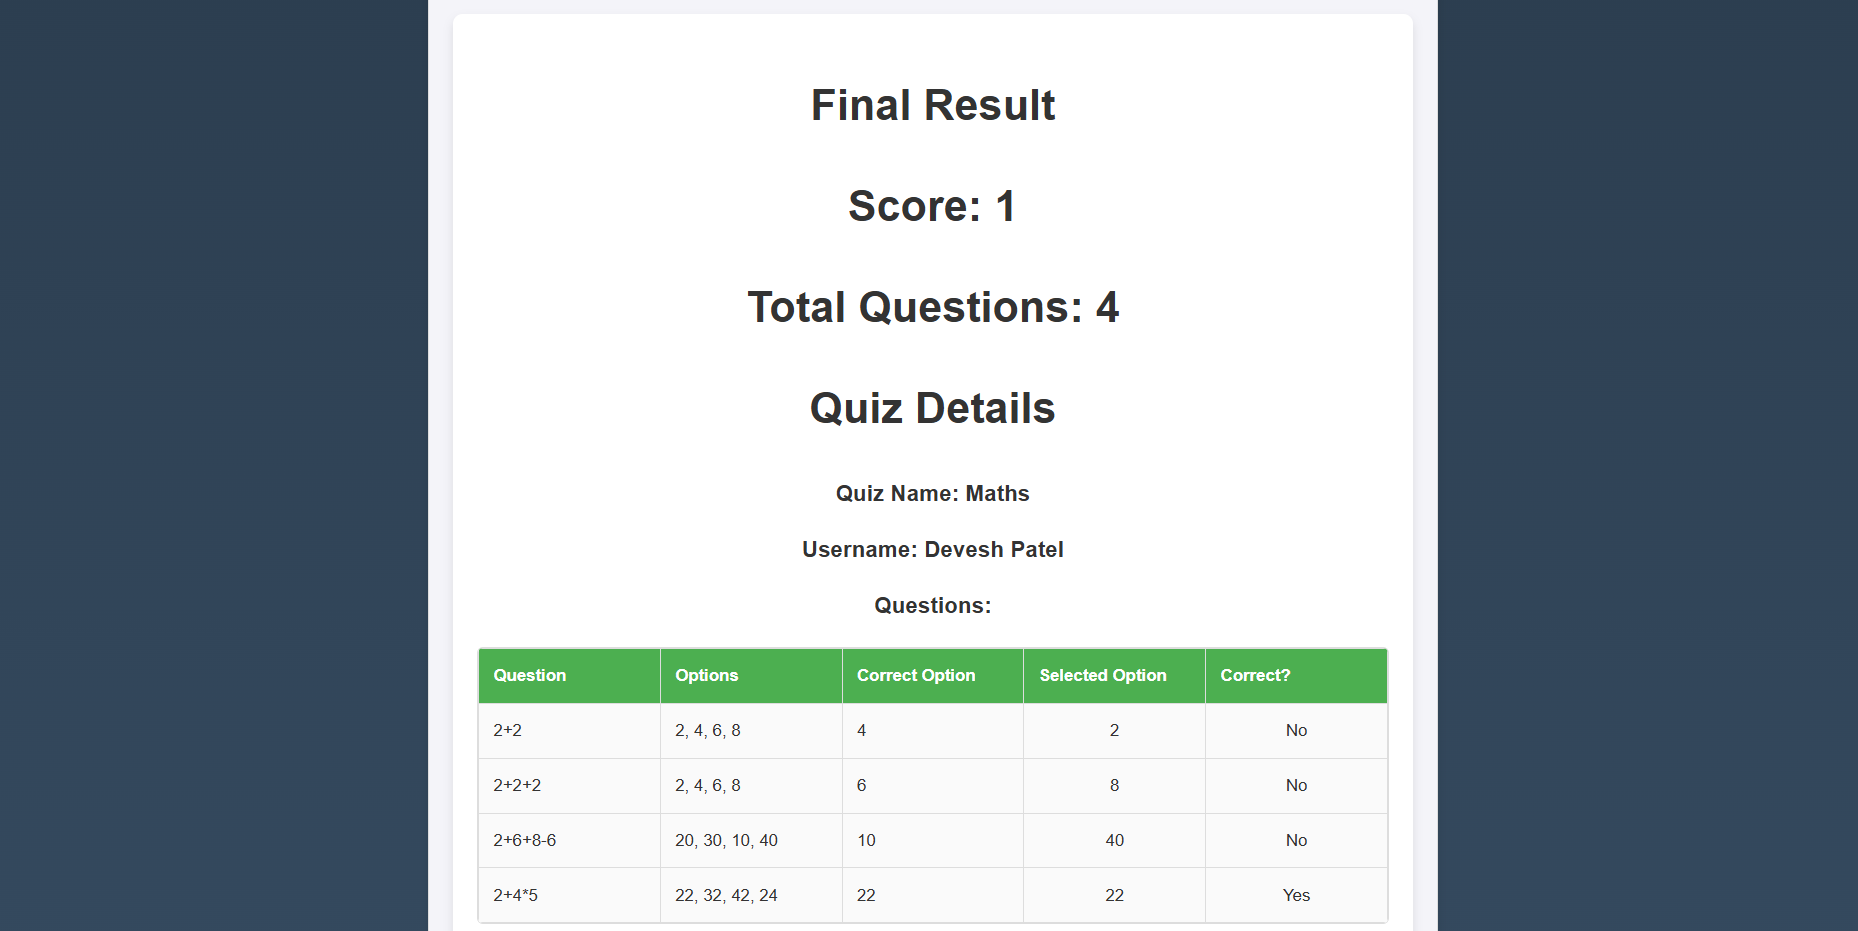 Final Result
Score: 1
Total Questions: 4
Quiz Details
Quiz Name: Maths
Username: Devesh Patel
Questions:
Question Options Correct Option Selected Option Correct?
2+2 2, 4, 6, 8 4 2 No
2+2+2 2, 4, 6, 8 6 8 No
2+6+8-6 20, 30, 10, 40 10 40 No
2+4*5 22, 32, 42, 24 22 22 Yes